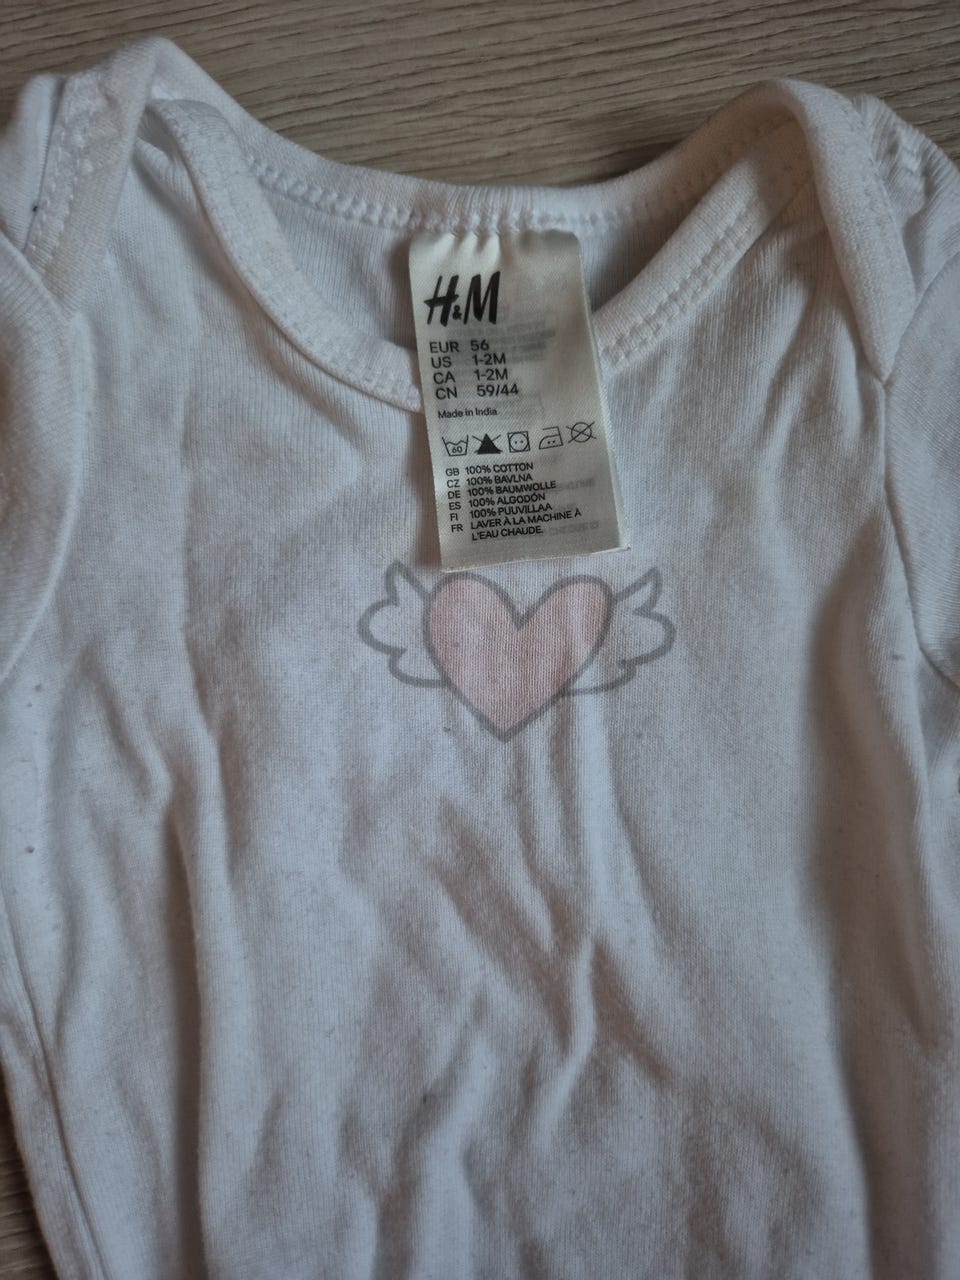 H&M
EUR 56
US 1-2M
CA 1-2M
CN 59/44
Made in India
60
GB 100% COTTON
CZ 100% BAVLNA
DE 100% BAUMWOLLE
ES 100% ALGODÓN
FI 100% PUUVILLAA
FR LAVER À LA MACHINE À
L'EAU CHAUDE.